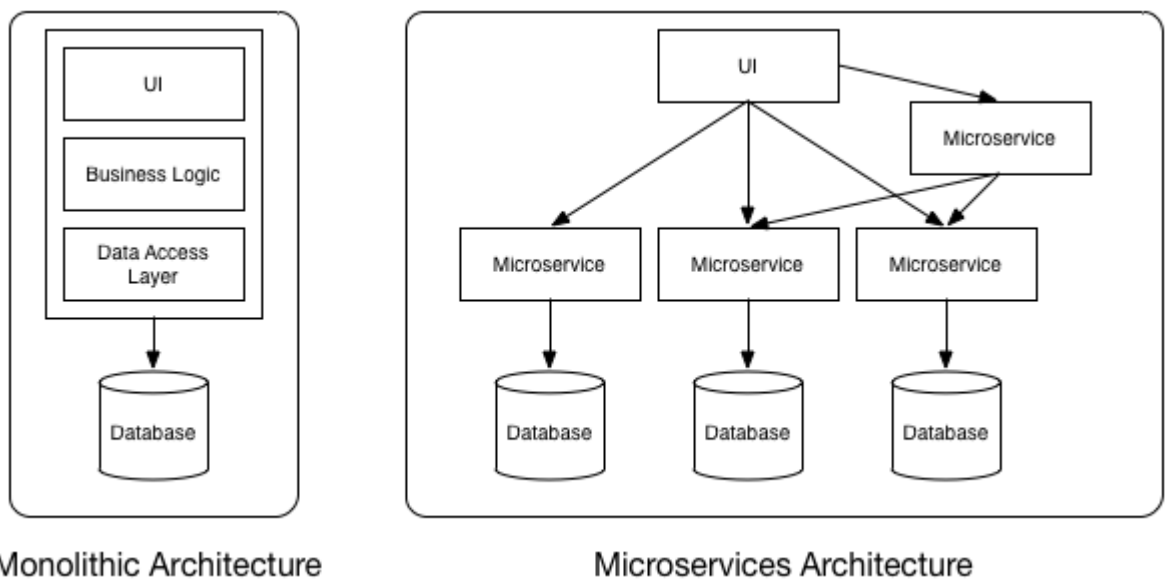 UI
Business Logic
Data Access
Layer
Database
Monolithic Architecture
UI
Microservice
Microservice
Microservice
Microservice
Database
Database
Database
Microservices Architecture